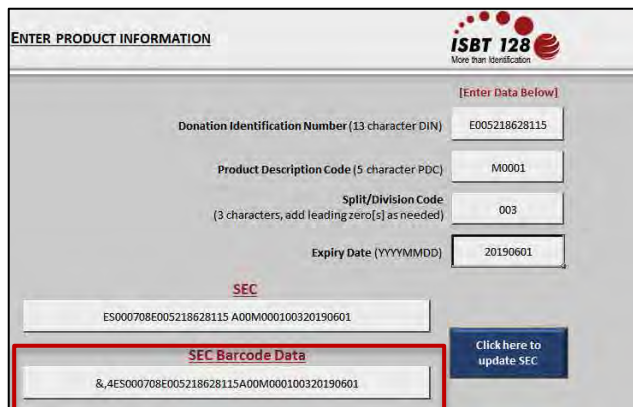 ENTER PRODUCT INFORMATION
ISBT 128
More than Identification
[Enter Data Below]
Donation Identification Number (13 character DIN)
E005218628115
Product Description Code (5 character PDC)
M0001
Split/Division Code
(3 characters, add leading zero[s] as needed)
003
Expiry Date (YYYYMMDD)
20190601
SEC
ES000708E005218628115 A00M000100320190601
Click here to
update SEC
SEC Barcode Data
&,4ES000708E005218628115A00M000100320190601